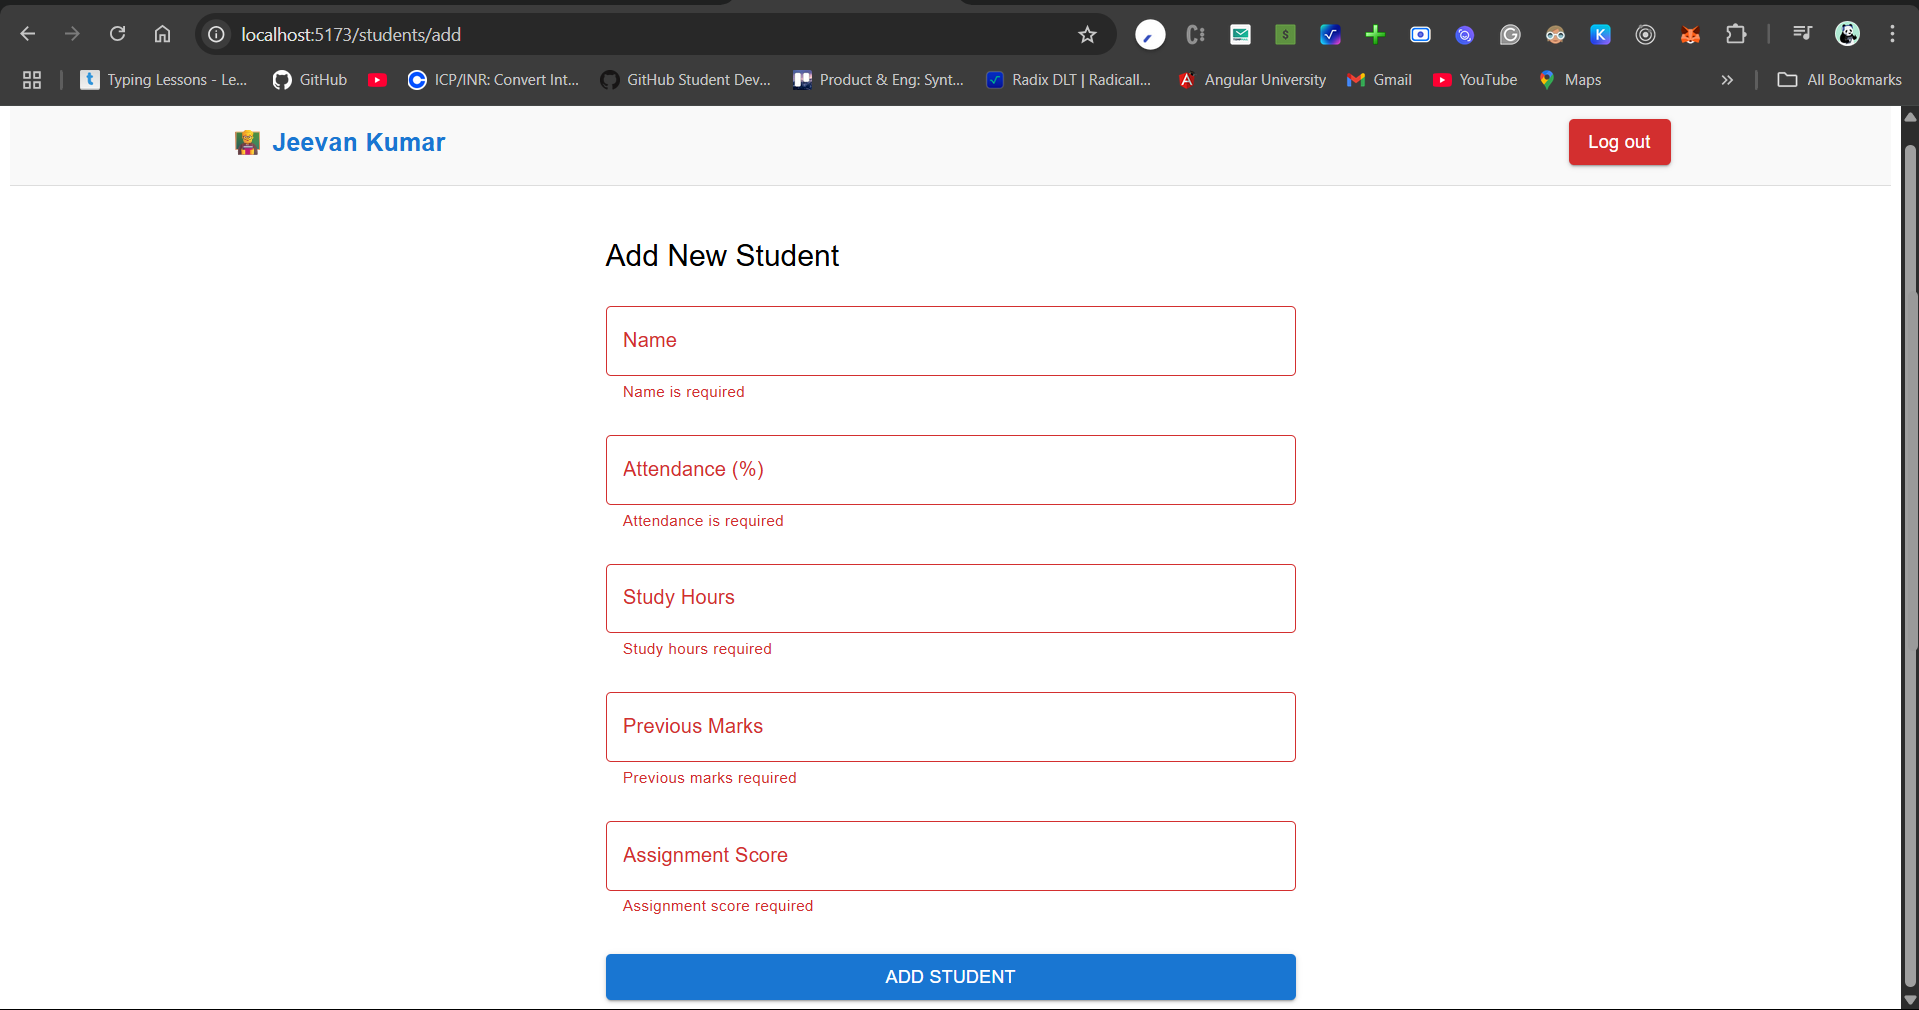 localhost:5173/students/add
Typing Lessons - Le...
GitHub
ICP/INR: Convert Int...
GitHub Student Dev...
Product & Eng: Synt...
Radix DLT | Radicall...
Angular University
Gmail
YouTube
Maps
All Bookmarks
Jeevan Kumar
Log out
Add New Student
Name
Name is required
Attendance (%)
Attendance is required
Study Hours
Study hours required
Previous Marks
Previous marks required
Assignment Score
Assignment score required
ADD STUDENT